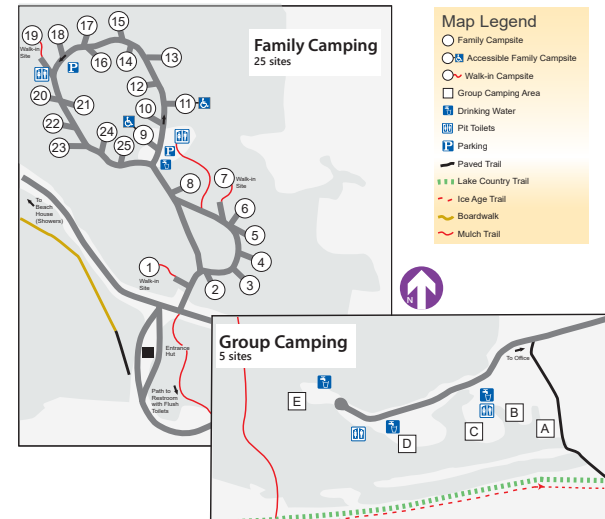 Family Camping
25 sites
15
17
18
19
Walk-in
Site
16
14
13
P
12
11
20
21
10
22
9
24
23
25
P
8
7
Walk-in
Site
6
5
4
3
2
1
Walk-in
Site
To
Beach
House
(Showers)
Entrance
Hut
Path to
Restroom
with Flush
Toilets
Map Legend
Family Campsite
Accessible Family Campsite
Walk-in Campsite
Group Camping Area
Drinking Water
Pit Toilets
P Parking
Paved Trail
Lake Country Trail
Ice Age Trail
Boardwalk
Mulch Trail
N
Group Camping
5 sites
To Office
E
D
C
B
A